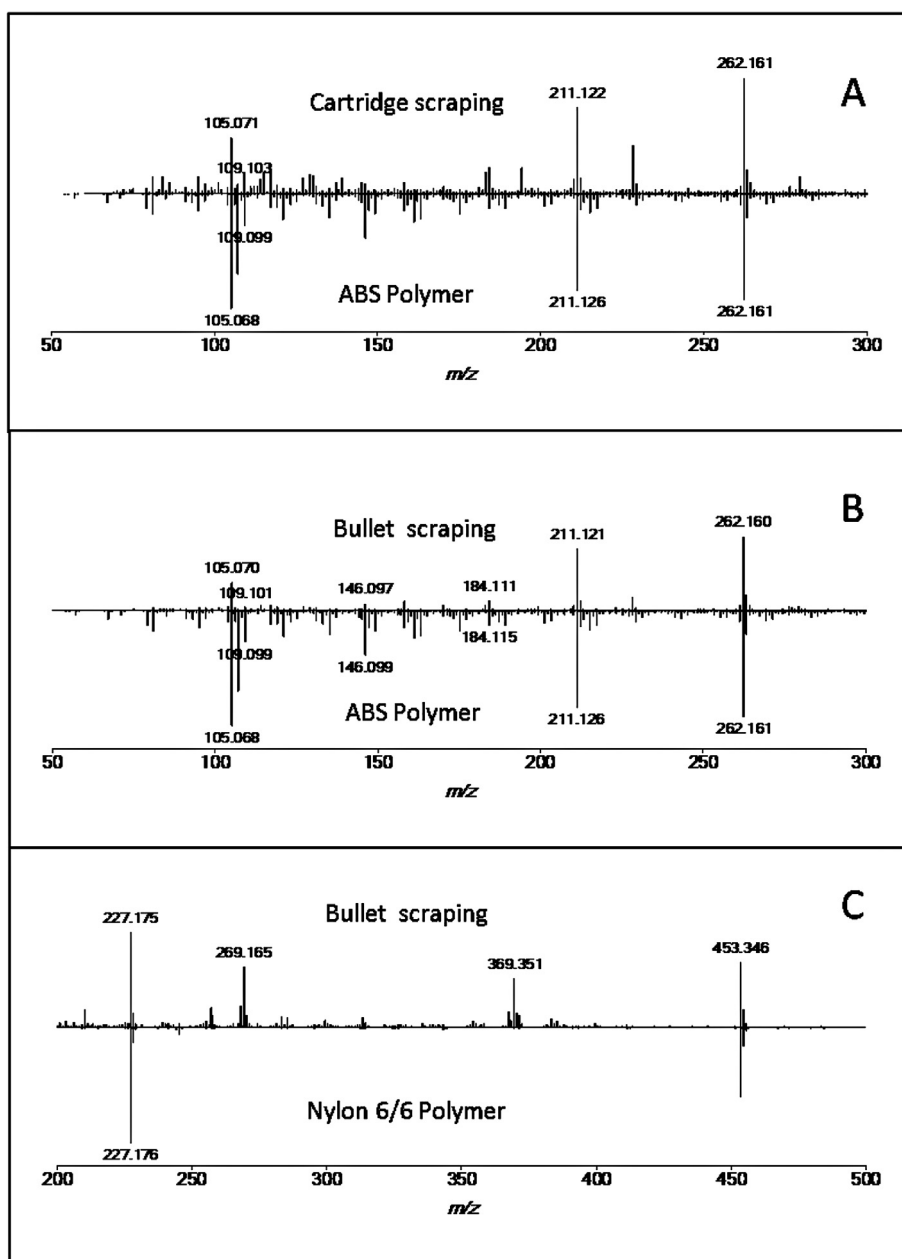 A
262.161
211.122
Cartridge scraping
105.071
109.103
109.099
ABS Polymer
105.068
211.126
262.161
50 100 150 200 250 300
m/z
B
Bullet scraping
211.121
262.160
105.070
109.101
146.097
184.111
184.115
109.099
146.099
ABS Polymer
105.068
211.126
262.161
50 100 150 200 250 300
m/z
C
Bullet scraping
227.175
269.165
369.351
453.346
Nylon 6/6 Polymer
227.176
200 250 300 350 400 450 500
m/z